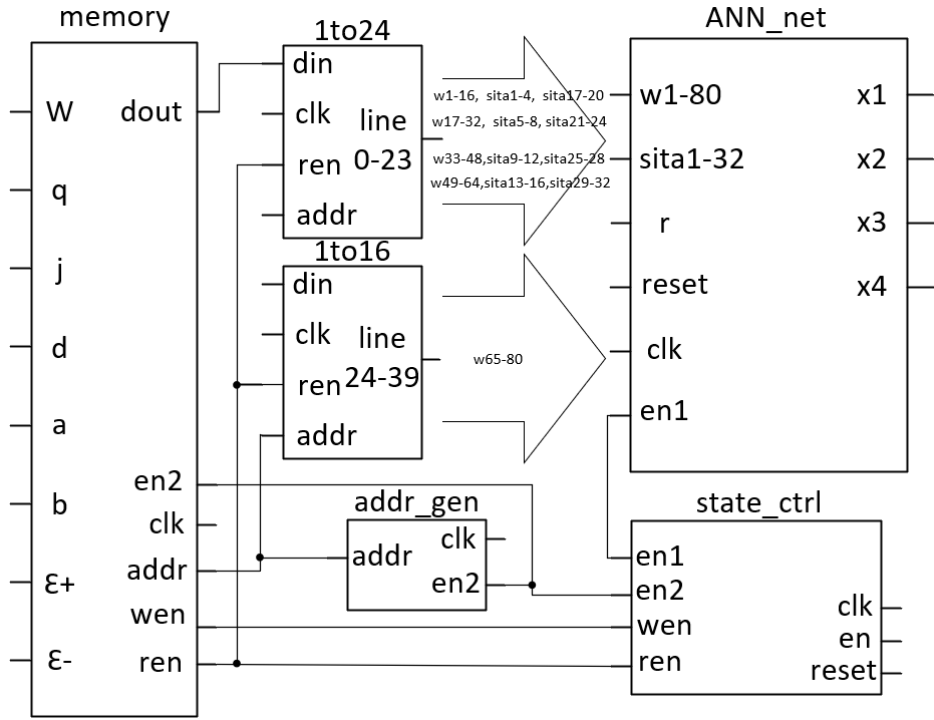 memory
W
q
j
d
a
b
Ɛ+
Ɛ-
dout
en2
clk
addr
wen
ren
1to24
din
clk
ren
addr
line
0-23
1to16
din
clk
ren
addr
line
24-39
w1-16, sita1-4, sita17-20
w17-32, sita5-8, sita21-24
w33-48,sita9-12,sita25-28
w49-64,sita13-16,sita29-32
w65-80
addr_gen
addr
clk
en2
ANN_net
w1-80
sita1-32
r
reset
clk
en1
x1
x2
x3
x4
state_ctrl
en1
en2
wen
ren
clk
en
reset